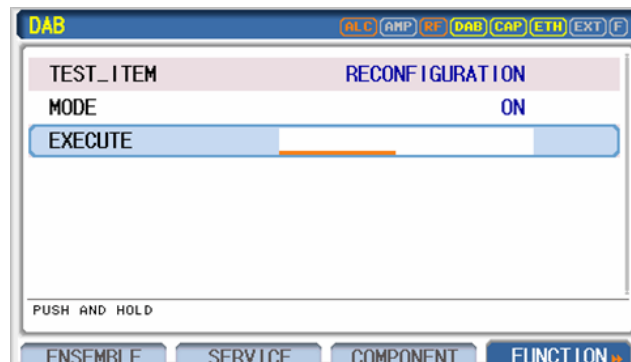 DAB ALC AMP RF DAB CAP ETH EXT F
TEST_ITEM RECONFIGURATION
MODE ON
EXECUTE
PUSH AND HOLD
ENSEMBLE SERVICE COMPONENT FUNCTION